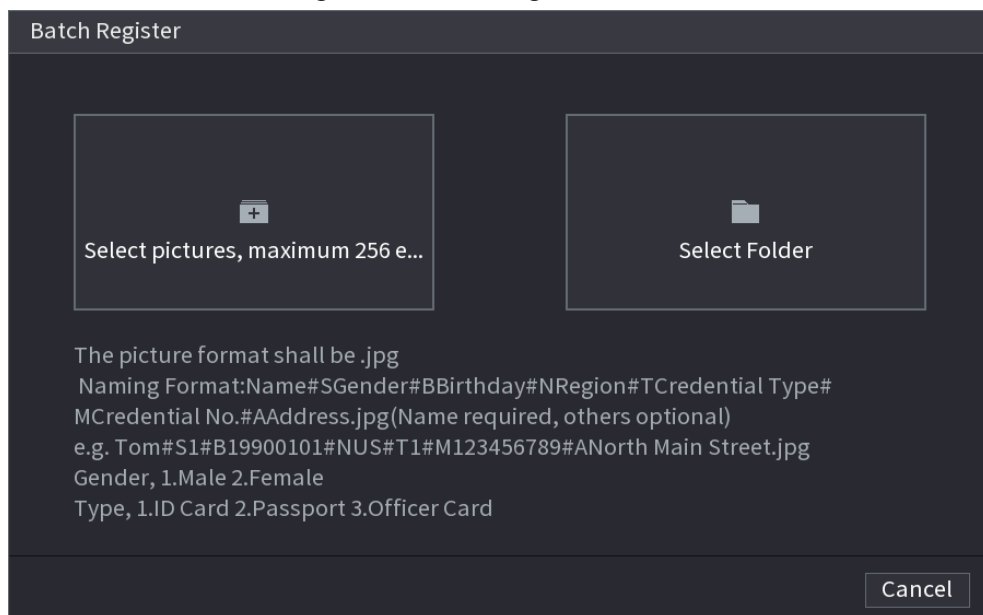 Batch Register
Select pictures, maximum 256 e...
Select Folder
The picture format shall be .jpg
Naming Format:Name#SGender#BBirthday#NRegion#TCredential Type#
MCredential No.#AAddress.jpg(Name required, others optional)
e.g. Tom#S1#B19900101#NUS#T1#M123456789#ANorth Main Street.jpg
Gender, 1.Male 2.Female
Type, 1.ID Card 2.Passport 3.Officer Card
Cancel